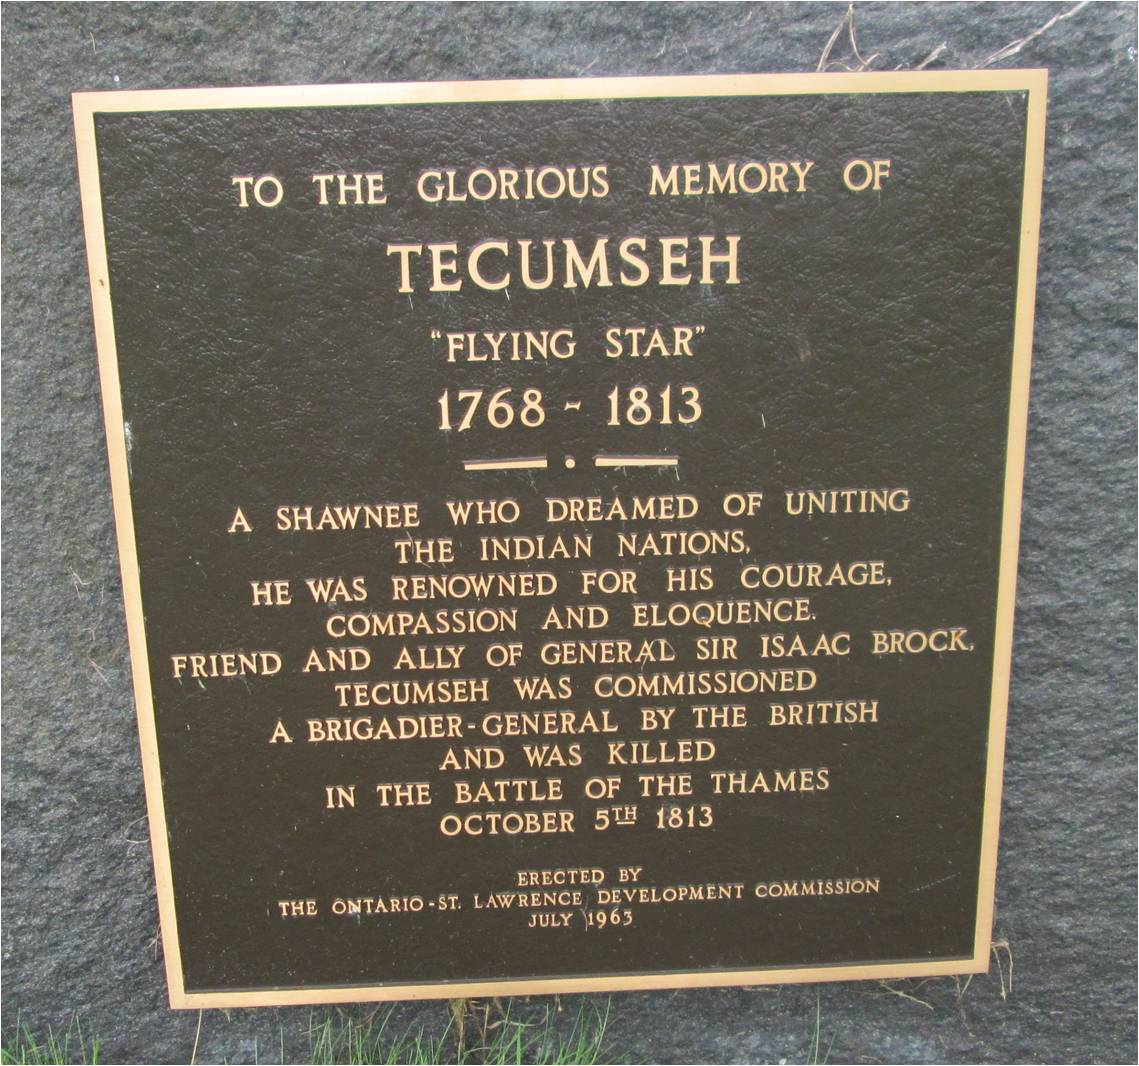 TO THE GLORIOUS MEMORY OF
TECUMSEH
“FLYING STAR”
1768 - 1813
A SHAWNEE WHO DREAMED OF UNITING
THE INDIAN NATIONS,
HE WAS RENOWNED FOR HIS COURAGE,
COMPASSION AND ELOQUENCE.
FRIEND AND ALLY OF GENERAL SIR ISAAC BROCK,
TECUMSEH WAS COMMISSIONED
A BRIGADIER-GENERAL BY THE BRITISH
AND WAS KILLED
IN THE BATTLE OF THE THAMES
OCTOBER 5TH 1813
ERECTED BY
THE ONTARIO-ST. LAWRENCE DEVELOPMENT COMMISSION
JULY 1963